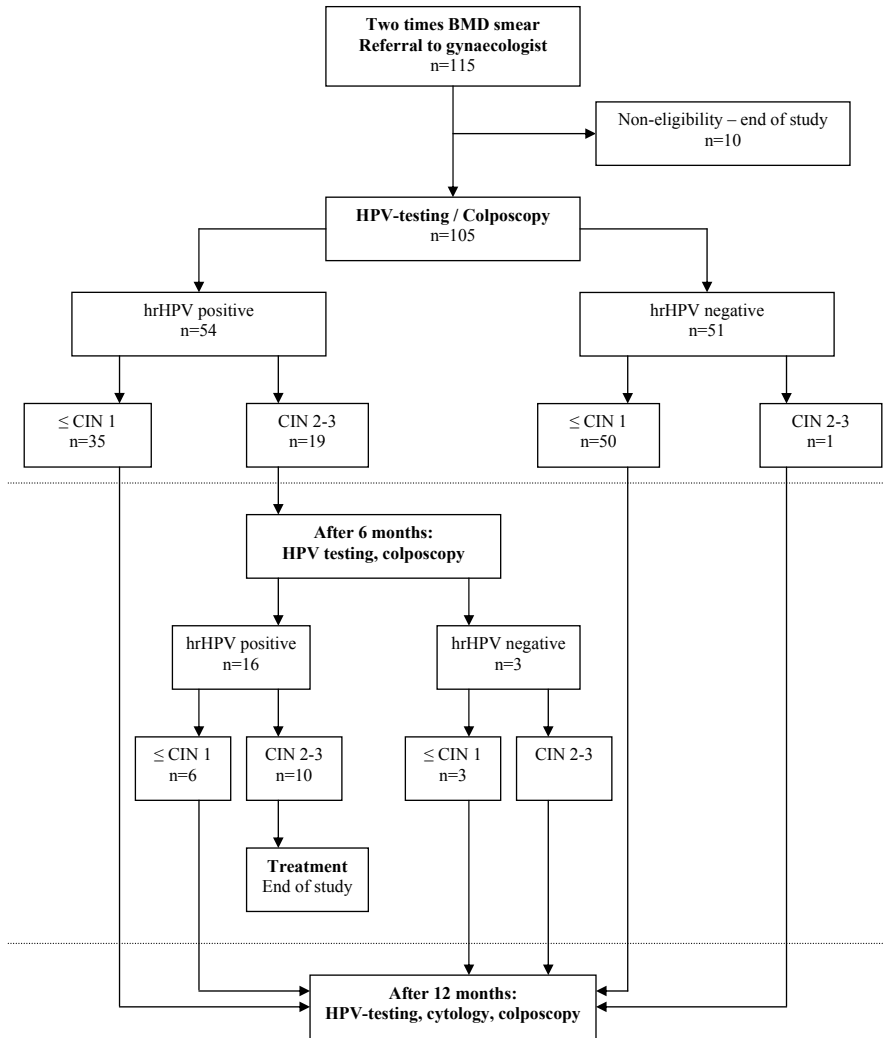 Two times BMD smear
Referral to gynaecologist
n=115
Non-eligibility – end of study
n=10
HPV-testing / Colposcopy
n=105
hrHPV positive
n=54
hrHPV negative
n=51
≤ CIN 1
n=35
CIN 2-3
n=19
≤ CIN 1
n=50
CIN 2-3
n=1
After 6 months:
HPV testing, colposcopy
hrHPV positive
n=16
hrHPV negative
n=3
≤ CIN 1
n=6
CIN 2-3
n=10
≤ CIN 1
n=3
CIN 2-3
Treatment
End of study
After 12 months:
HPV-testing, cytology, colposcopy